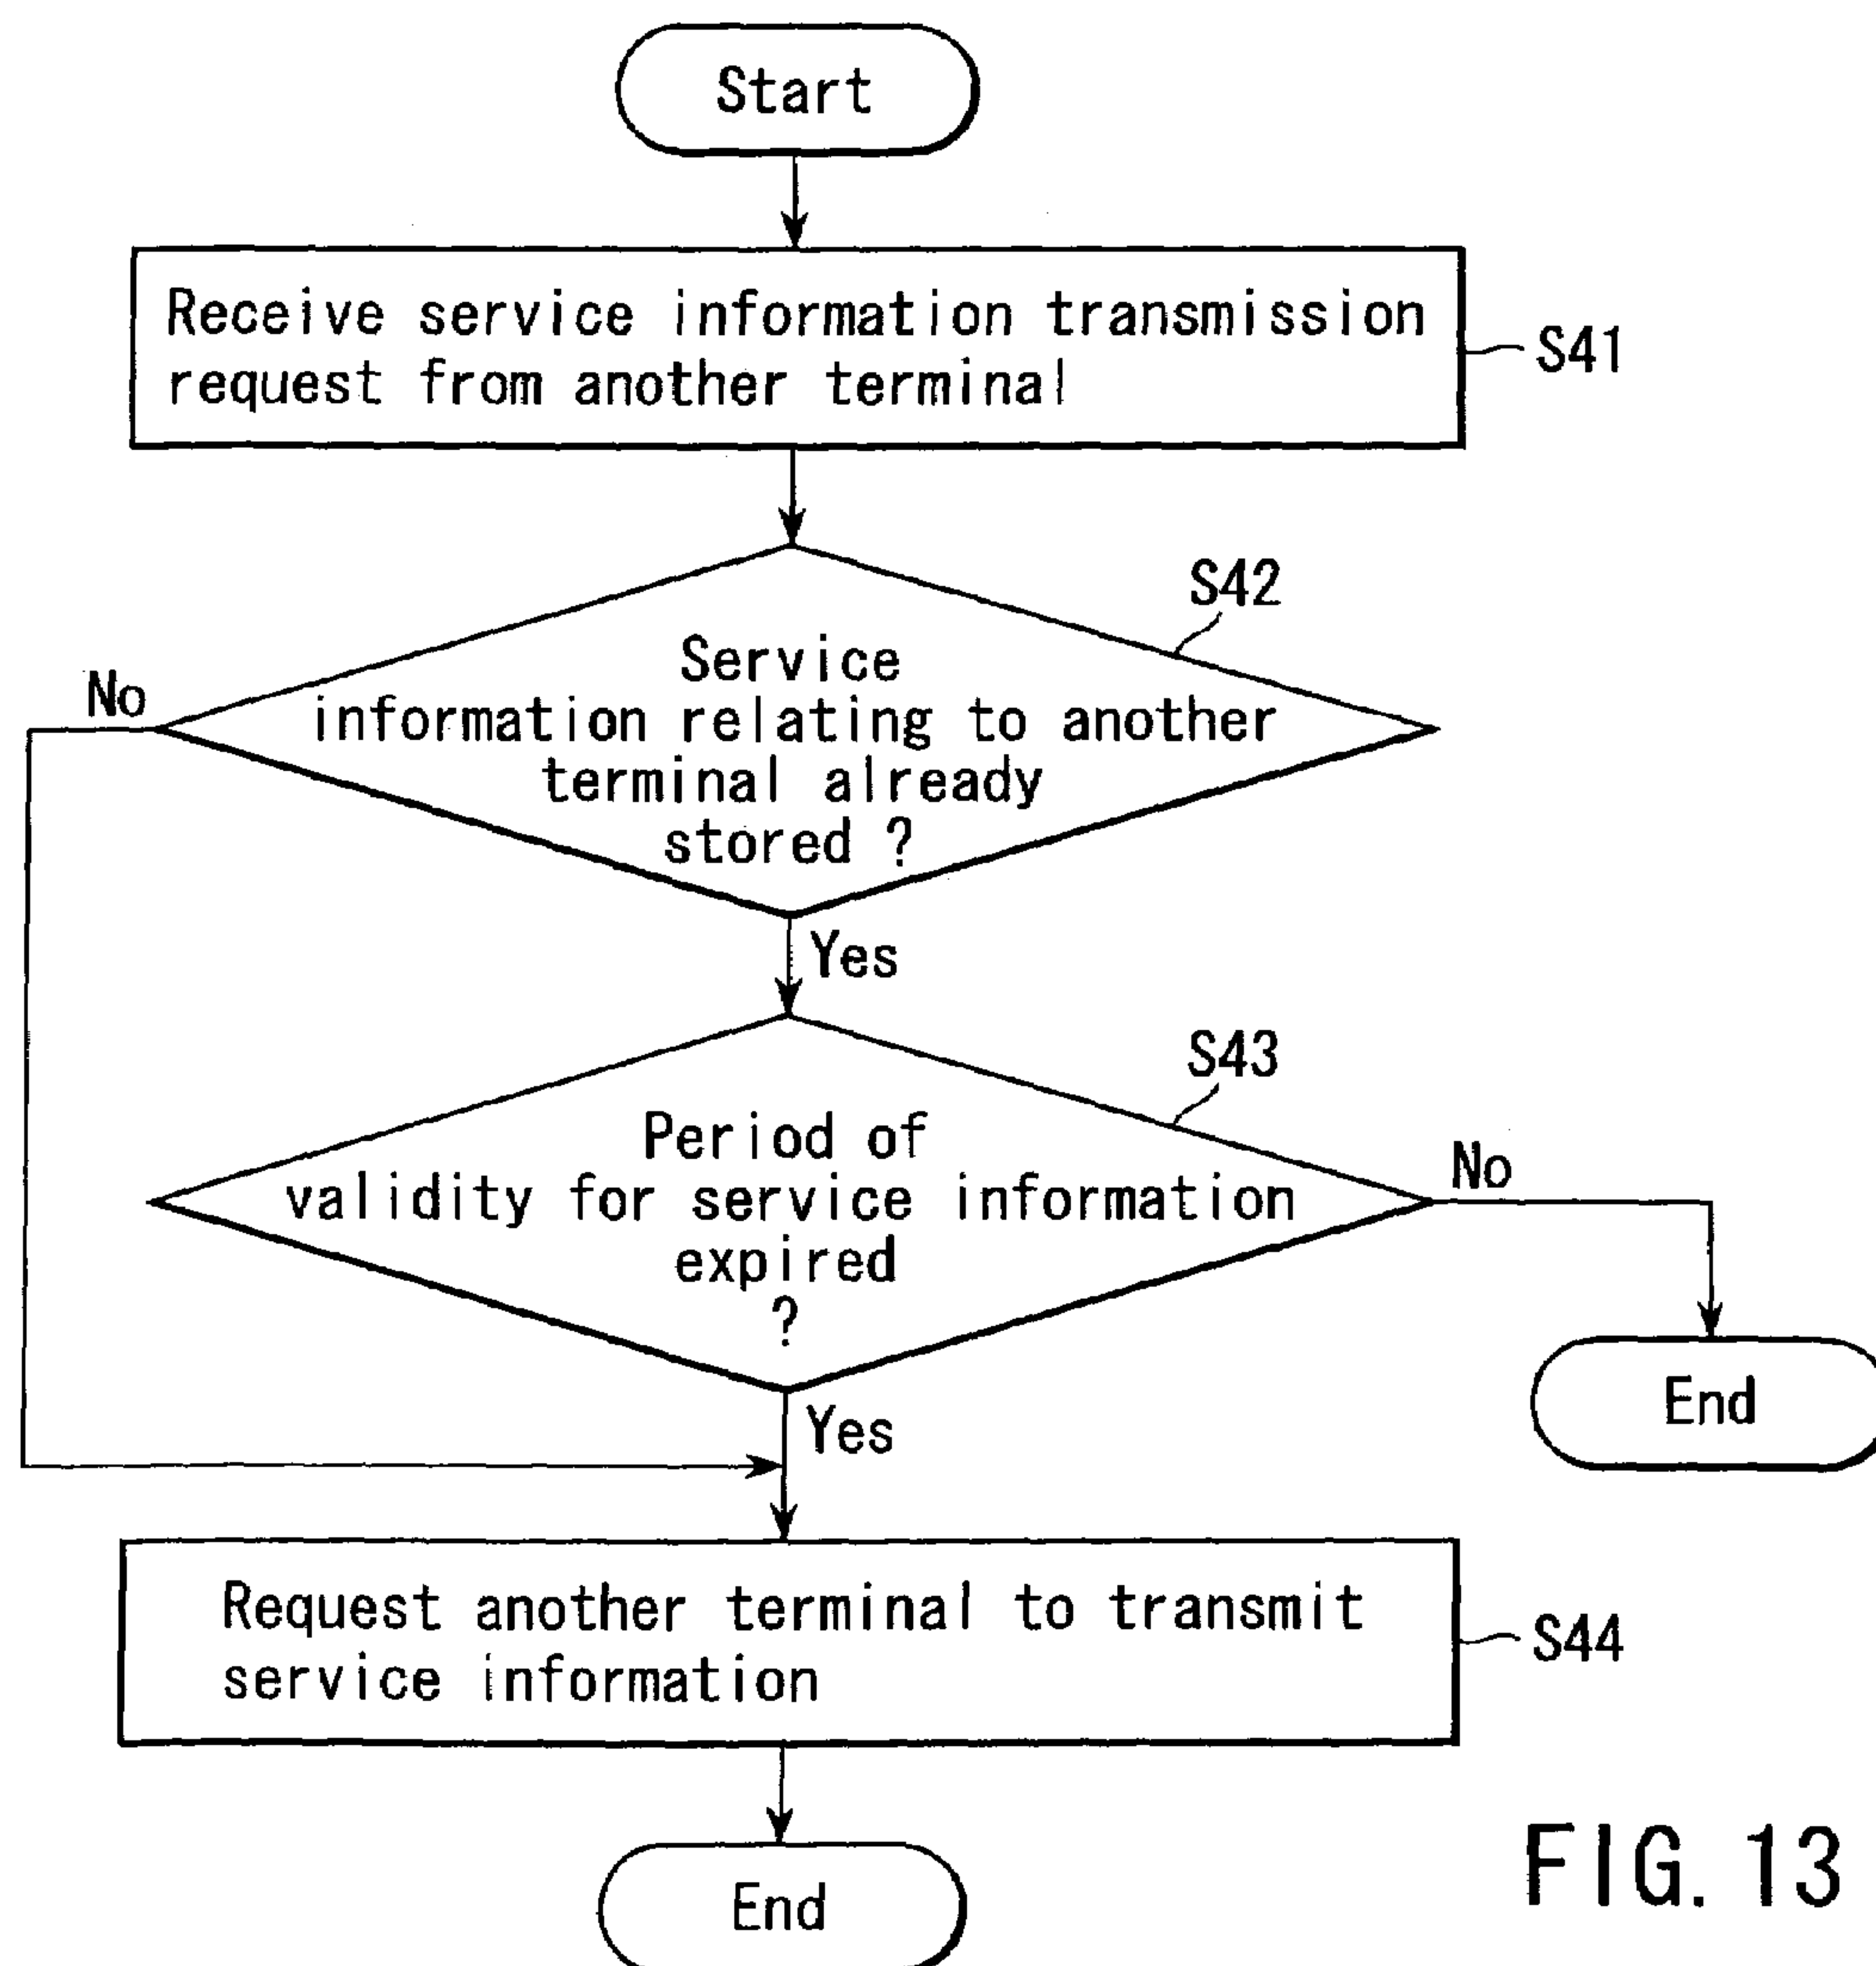 Start
Receive service information transmission
request from another terminal
S41
S42
Service
information relating to another
terminal already
stored ?
No
Yes
S43
Period of
validity for service information
expired
?
No
End
Yes
Request another terminal to transmit
service information
S44
End
FIG. 13